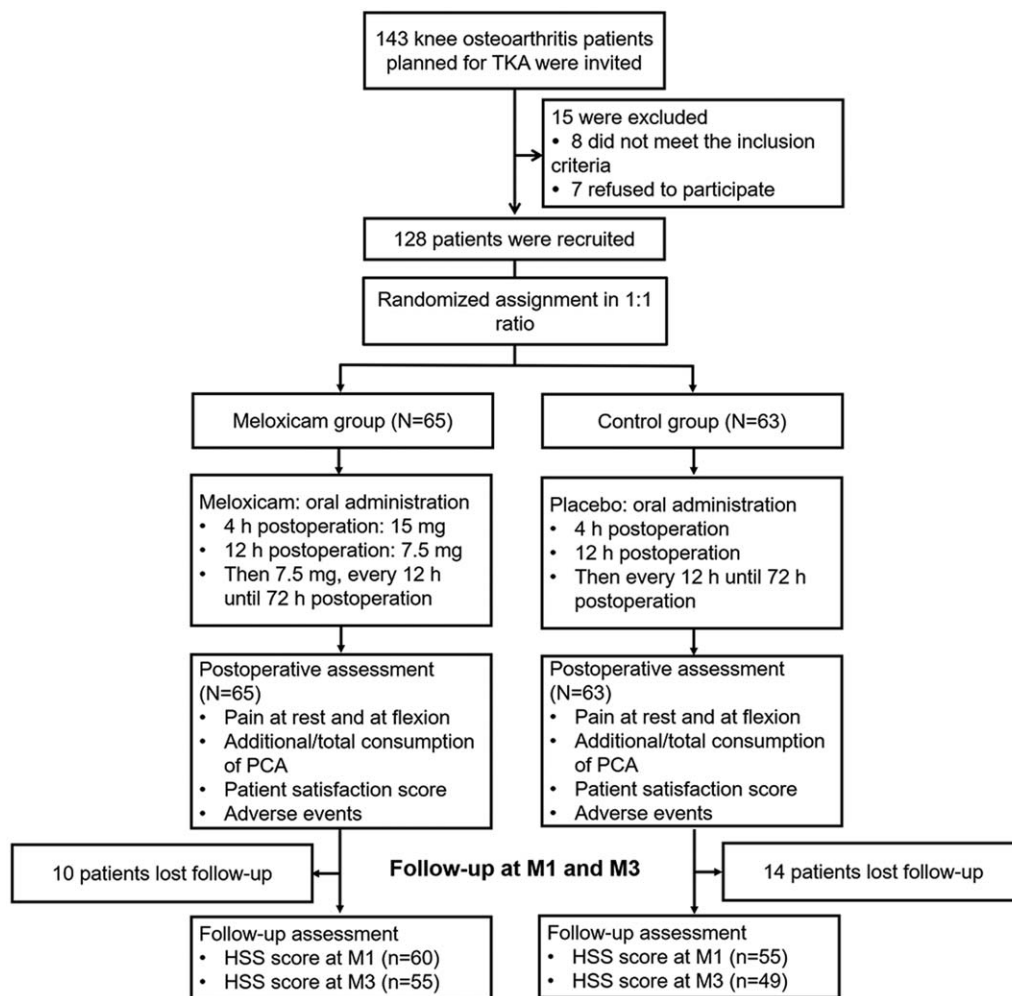 143 knee osteoarthritis patients
planned for TKA were invited
15 were excluded
• 8 did not meet the inclusion
criteria
• 7 refused to participate
128 patients were recruited
Randomized assignment in 1:1
ratio
Meloxicam group (N=65)
Control group (N=63)
Meloxicam: oral administration
• 4 h postoperation: 15 mg
• 12 h postoperation: 7.5 mg
• Then 7.5 mg, every 12 h
until 72 h postoperation
Placebo: oral administration
• 4 h postoperation
• 12 h postoperation
• Then every 12 h until 72 h
postoperation
Postoperative assessment
(N=65)
• Pain at rest and at flexion
• Additional/total consumption
of PCA
• Patient satisfaction score
• Adverse events
Postoperative assessment
(N=63)
• Pain at rest and at flexion
• Additional/total consumption
of PCA
• Patient satisfaction score
• Adverse events
10 patients lost follow-up
Follow-up at M1 and M3
14 patients lost follow-up
Follow-up assessment
• HSS score at M1 (n=60)
• HSS score at M3 (n=55)
Follow-up assessment
• HSS score at M1 (n=55)
• HSS score at M3 (n=49)